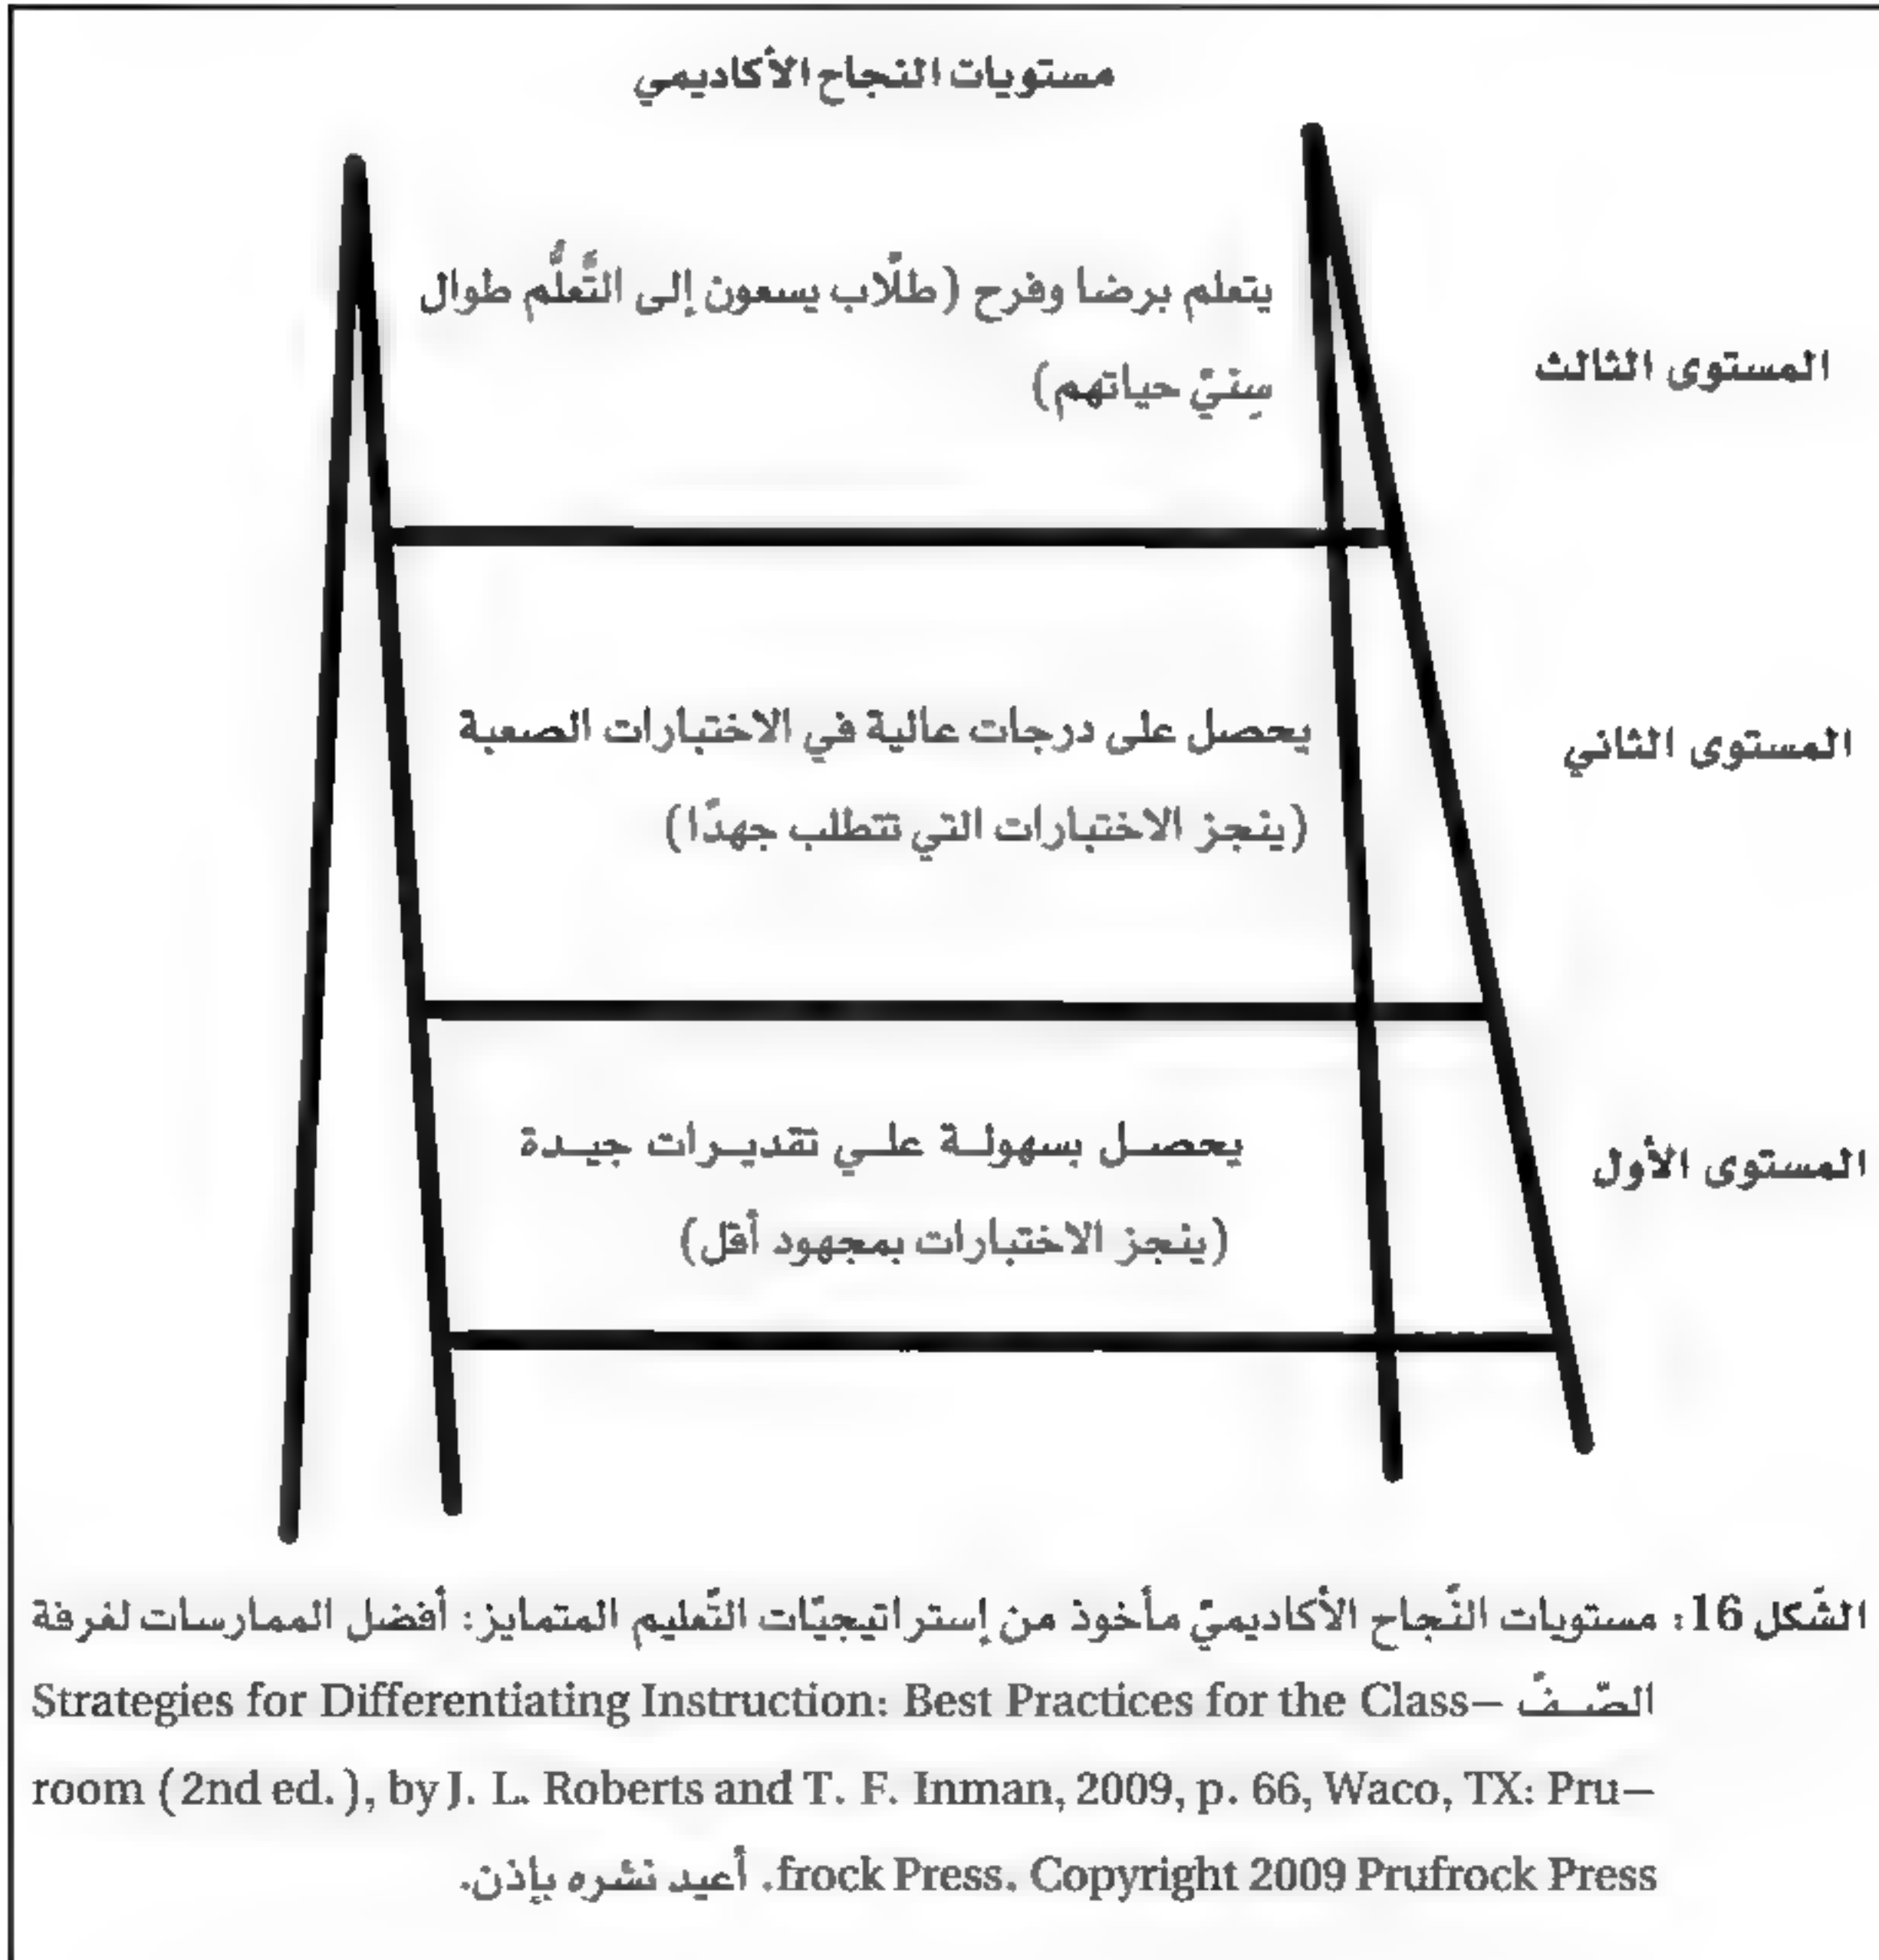 مستويات النجاح الأكاديمي
يتعلم برضا وفرح (طلّاب يسعون إلى التَّعلُّم طوال
سِنيّ حياتهم)
المستوى الثالث
يحصل على درجات عالية في الاختبارات الصعبة
(ينجز الاختبارات التي تتطلب جهدًا)
المستوى الثاني
يحصـل بسهولـة علـي تقديـرات جيـدة
(ينجز الاختبارات بمجهود أقل)
المستوى الأول
الشّكل 16: مستويات النّجاح الأكاديميّ مأخوذ من إستراتيجيّات التّعليم المتمايز: أفضل الممارسات لغرفة
الصّـفّ Strategies for Differentiating Instruction: Best Practices for the Class–
room (2nd ed.), by J. L. Roberts and T. F. Inman, 2009, p. 66, Waco, TX: Pru–
frock Press. Copyright 2009 Prufrock Press. أعيد نشره بإذن.